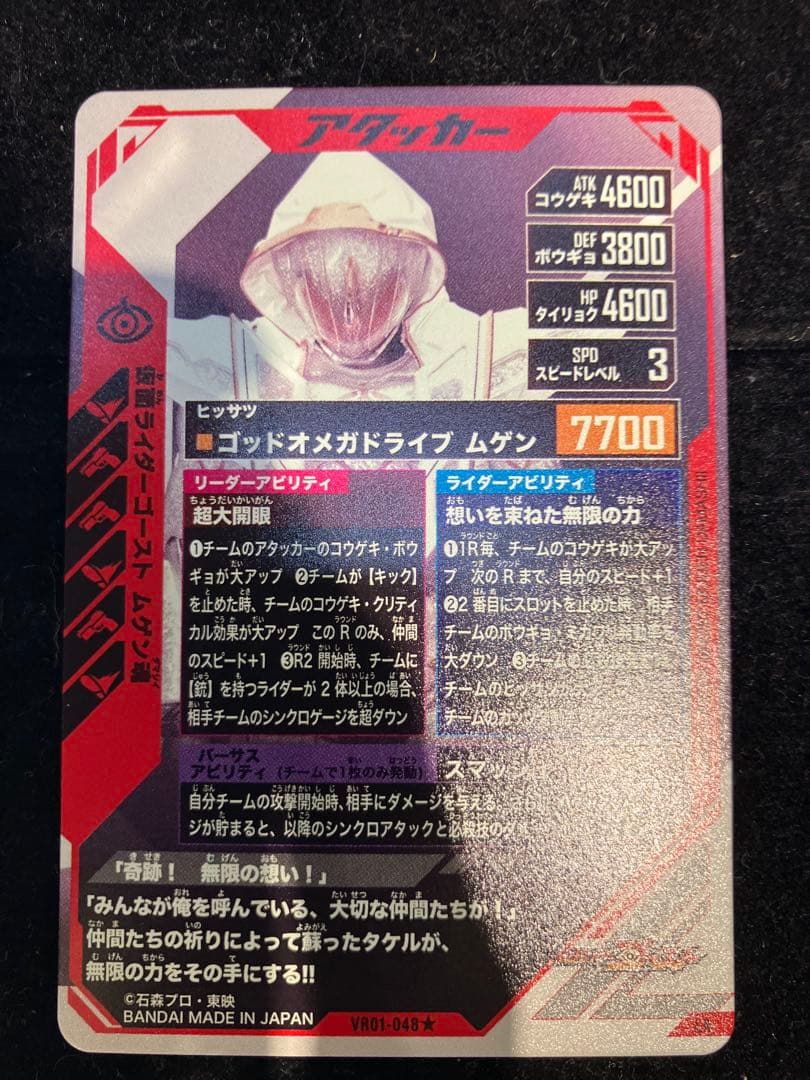 アタッカー
ATK
コウゲキ 4600
DEF
ボウギョ 3800
HP
タイリョク 4600
SPD
スピードレベル 3
仮面ライダーゴースト ムゲン魂
ヒッサツ
ゴッドオメガドライブ ムゲン 7700
リーダーアビリティ
超大開眼
❶チームのアタッカーのコウゲキ・ボウ
ギョが大アップ ❷チームが【キック】
を止めた時、チームのコウゲキ・クリティ
カル効果が大アップ このRのみ、仲間
のスピード+1 ❸R2 開始時、チームに
【銃】を持つライダーが2体以上の場合、
相手チームのシンクロゲージを超ダウン
ライダーアビリティ
想いを束ねた無限の力
❶1R毎、チームのコウゲキが大アッ
プ 次のRまで、自分のスピード+1
❷2番目にスロットを止めた時、相手
チームのボウギョ・
大ダウン ❸チーム
チームのヒッサツ
チームのガッツ
バーサス
アビリティ (チームで1枚のみ発動)
スマッ
自分チームの攻撃開始時、相手にダメージを与える
ジが貯まると、以降のシンクロアタックと必殺技の
「奇跡! 無限の想い!」
「みんなが俺を呼んでいる、大切な仲間たちが!」
仲間たちの祈りによって蘇ったタケルが、
無限の力をその手にする!!
©石森プロ・東映
BANDAI MADE IN JAPAN
VR01-048★